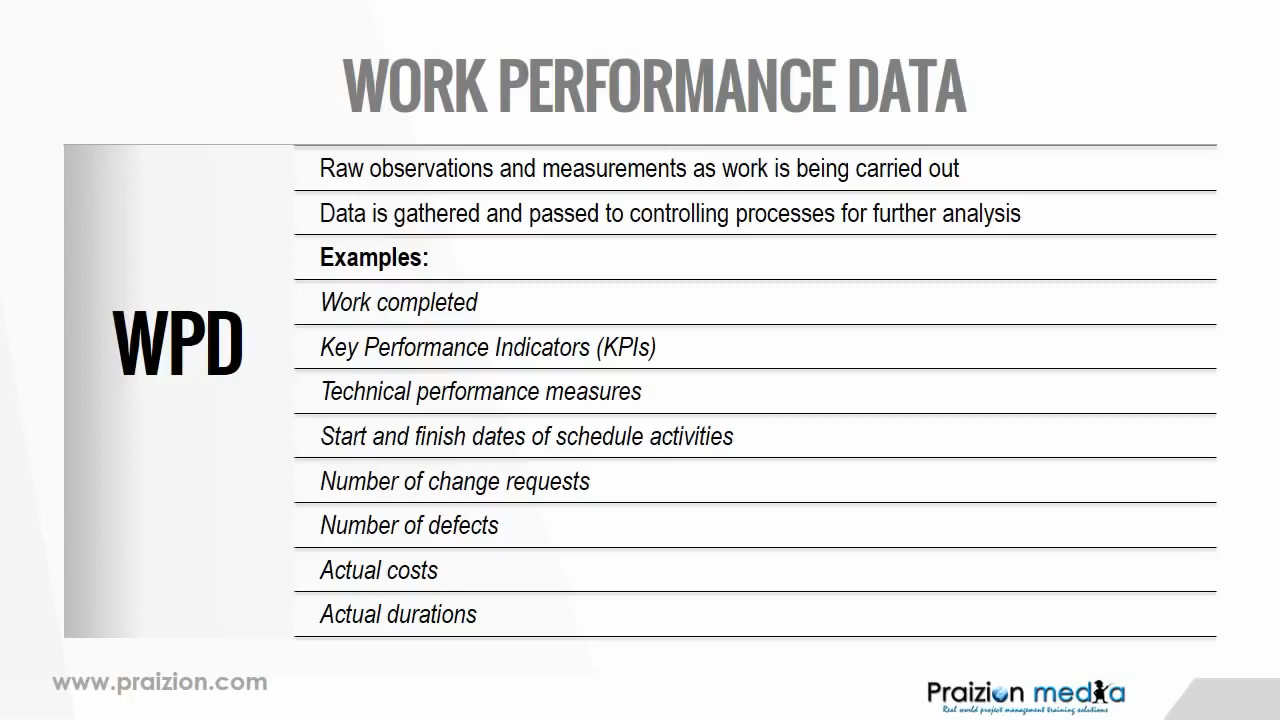 WORK PERFORMANCE DATA
WPD
Raw observations and measurements as work is being carried out
Data is gathered and passed to controlling processes for further analysis
Examples:
Work completed
Key Performance Indicators (KPIs)
Technical performance measures
Start and finish dates of schedule activities
Number of change requests
Number of defects
Actual costs
Actual durations
www.praizion.com
Praizion media
Real world project management training solutions